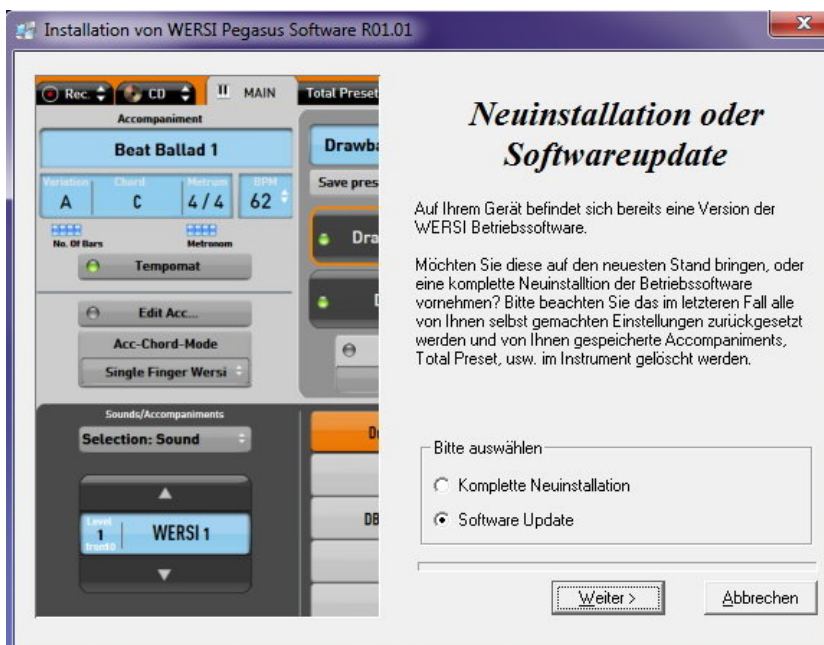 Installation von WERSI Pegasus Software R01.01
Rec. CD MAIN Total Preset
Accompaniment
Beat Ballad 1
Variation Chord Metrum BPM
A C 4/4 62
No. Of Bars Metronom
Tempomat
Edit Acc...
Acc-Chord-Mode
Single Finger Wersi
Sounds/Accompaniments
Selection: Sound
Level
1
WERSI 1
Save pres
DB
Neuinstallation oder
Softwareupdate
Auf Ihrem Gerät befindet sich bereits eine Version der
WERSI Betriebssoftware.
Möchten Sie diese auf den neuesten Stand bringen, oder
eine komplette Neuinstalltion der Betriebssoftware
vornehmen? Bitte beachten Sie das im letzteren Fall alle
von Ihnen selbst gemachten Einstellungen zurückgesetzt
werden und von Ihnen gespeicherte Accompaniments,
Total Preset, usw. im Instrument gelöscht werden.
Bitte auswählen
Komplette Neuinstallation
Software Update
Weiter >
Abbrechen